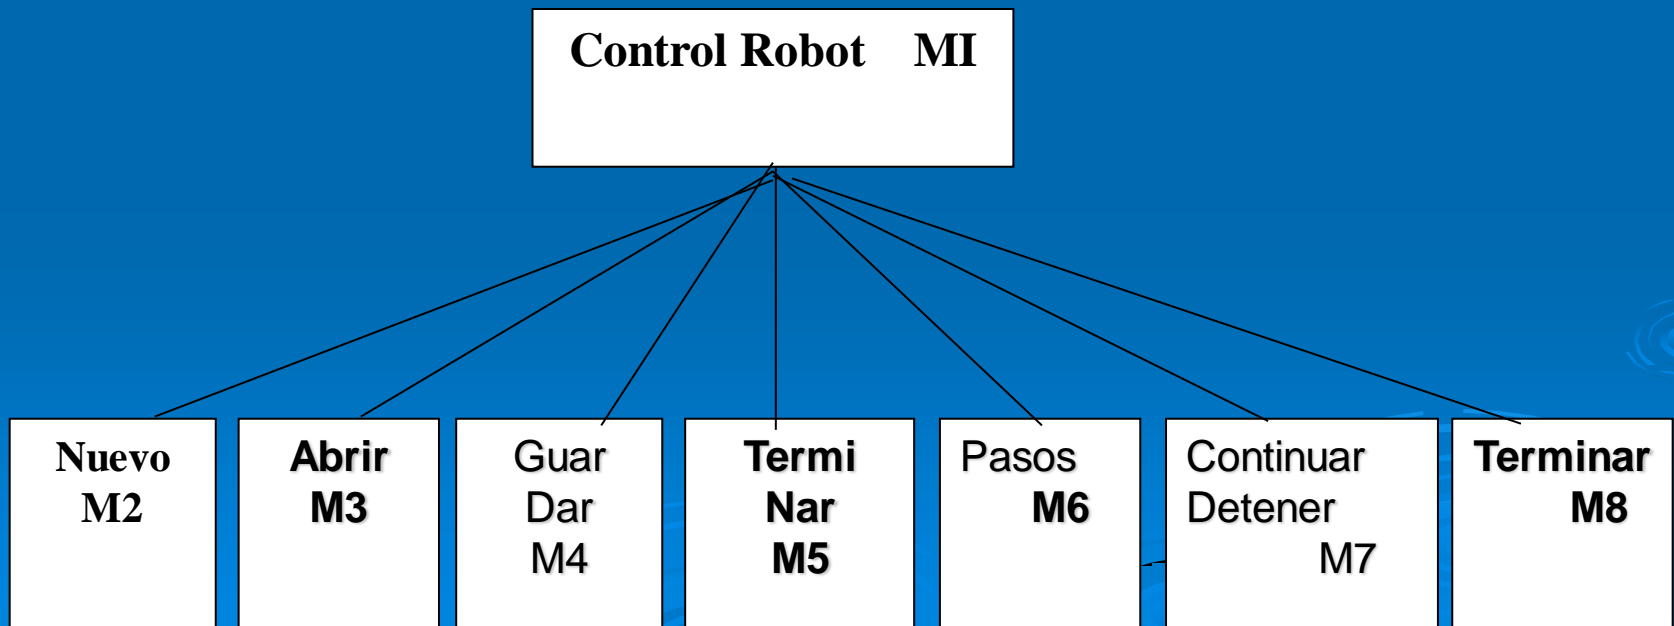 Control Robot MI
Nuevo
M2
Abrir
M3
Guar
Dar
M4
Termi
Nar
M5
Pasos
M6
Continuar
Detener
M7
Terminar
M8